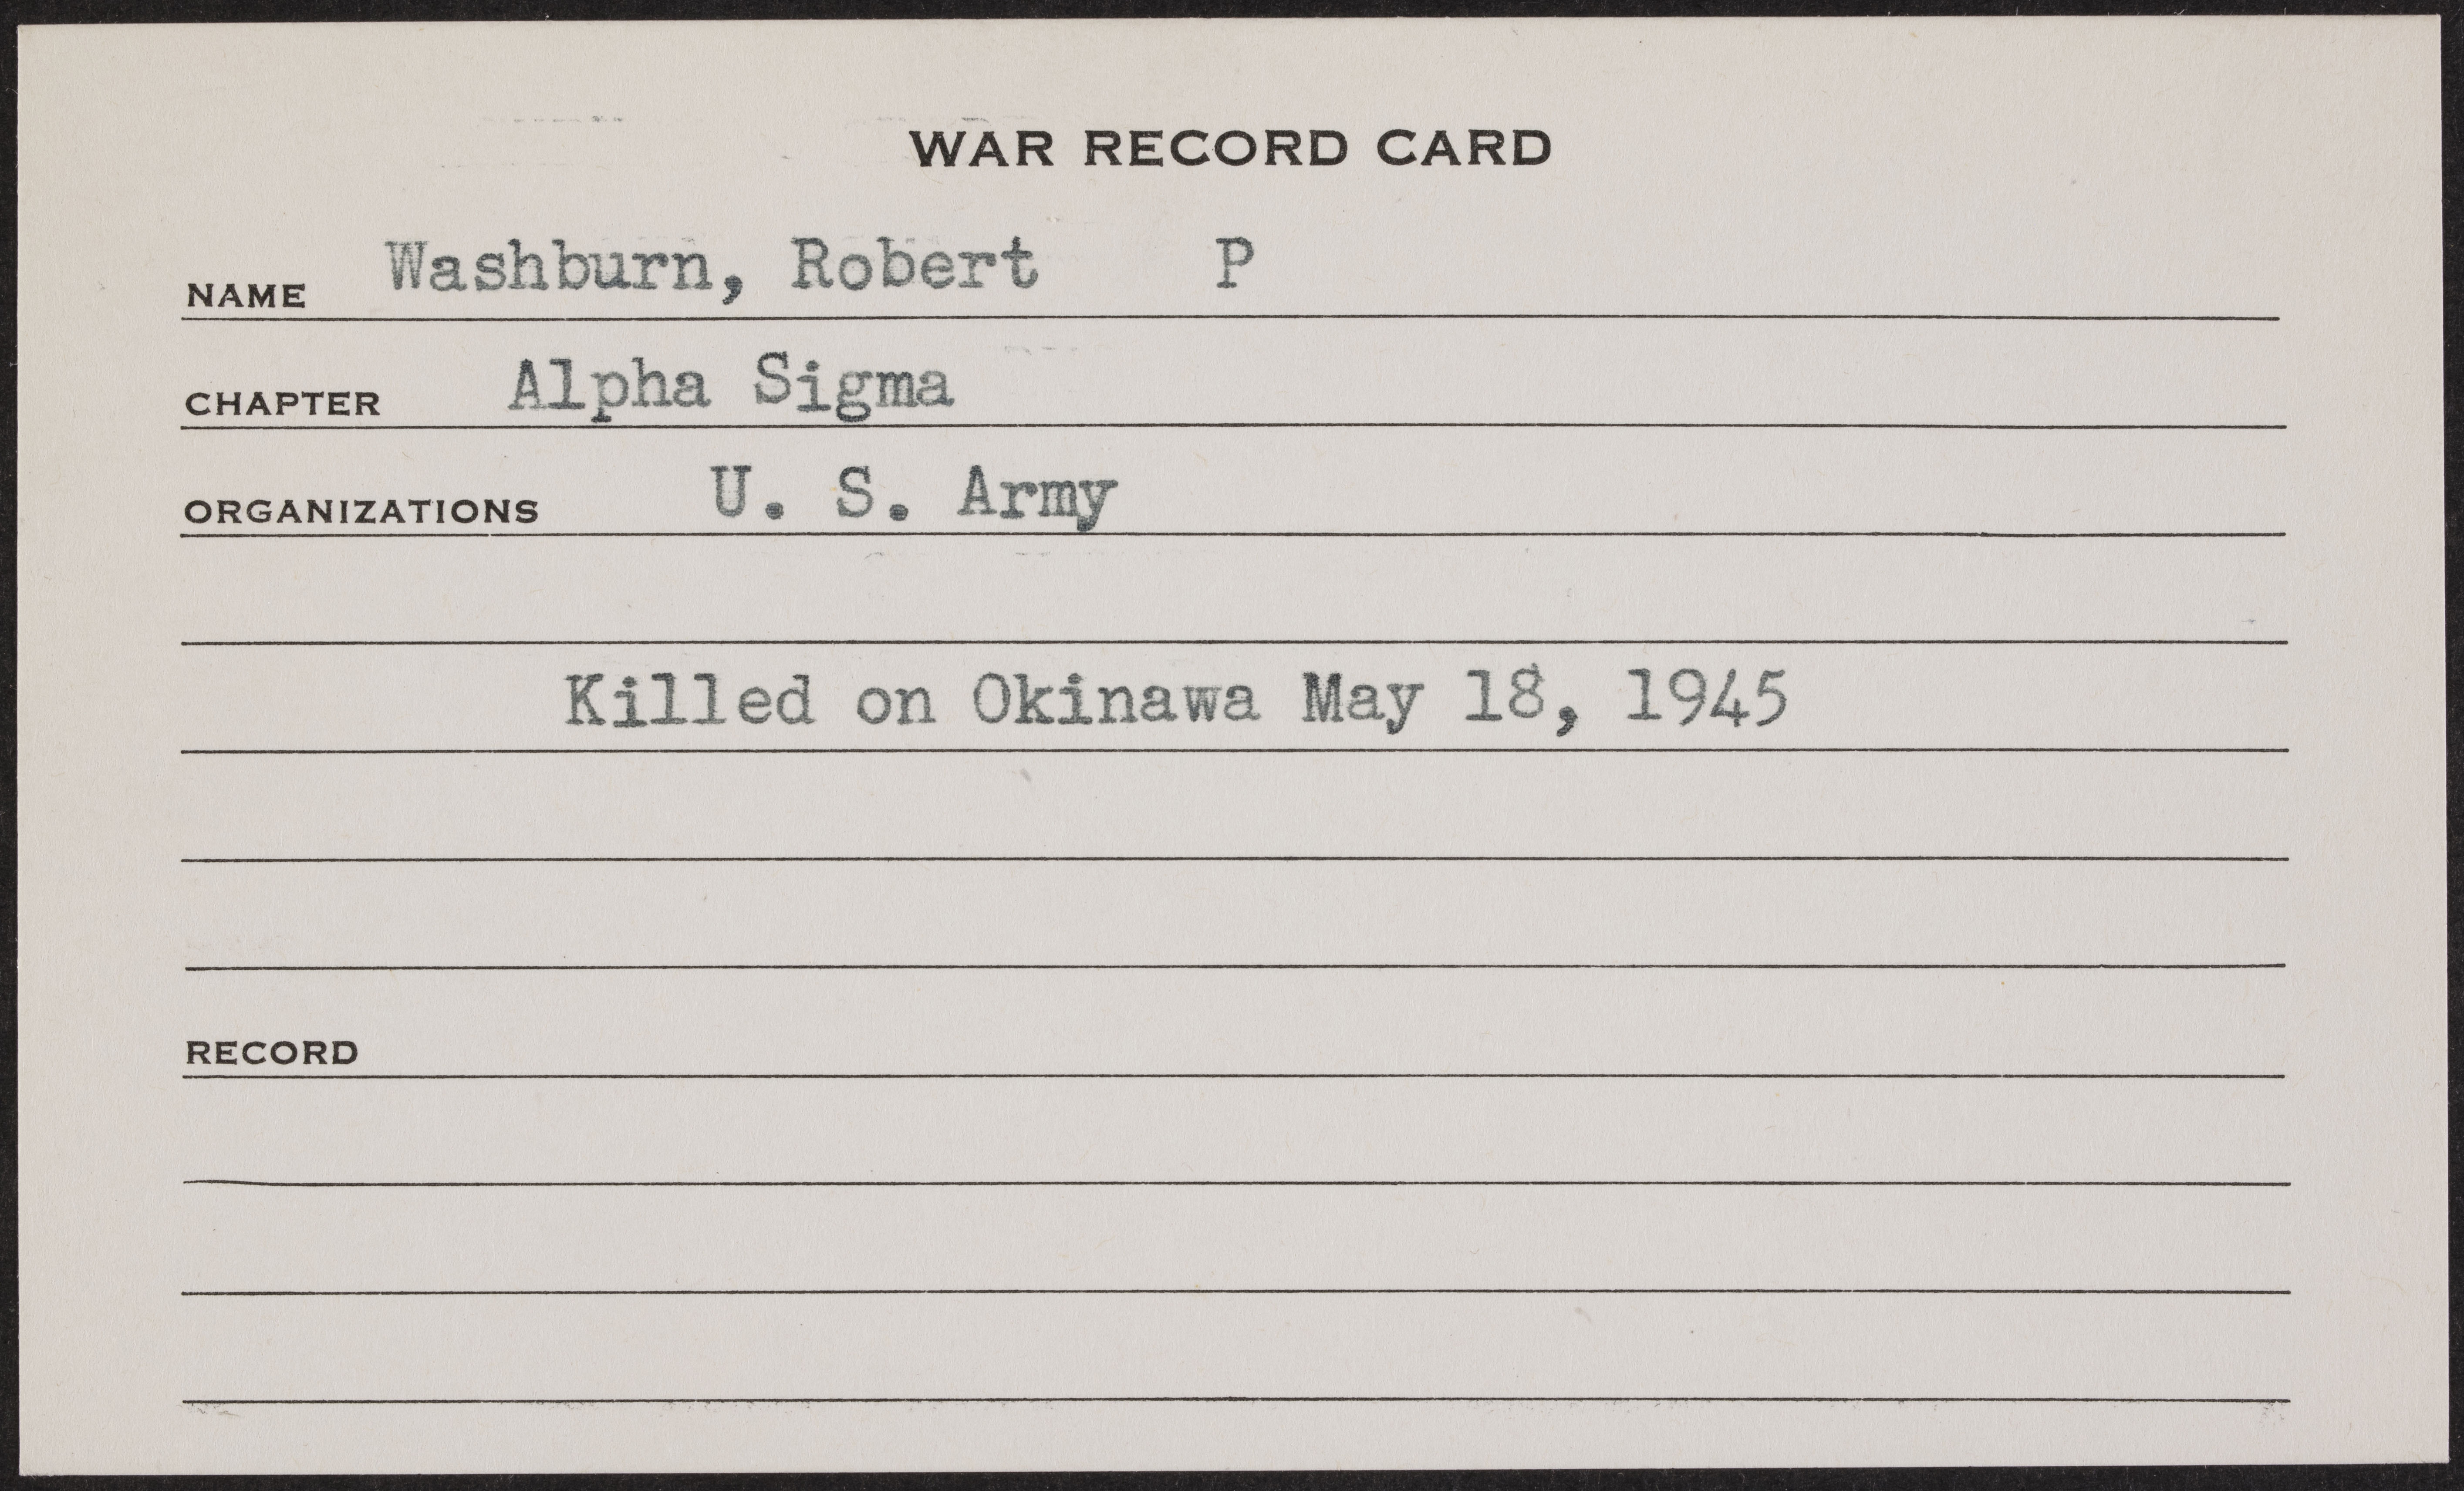 WAR RECORD CARD
NAME Washburn, Robert P
CHAPTER Alpha Sigma
ORGANIZATIONS U. S. Army
Killed on Okinawa May 18, 1945
RECORD